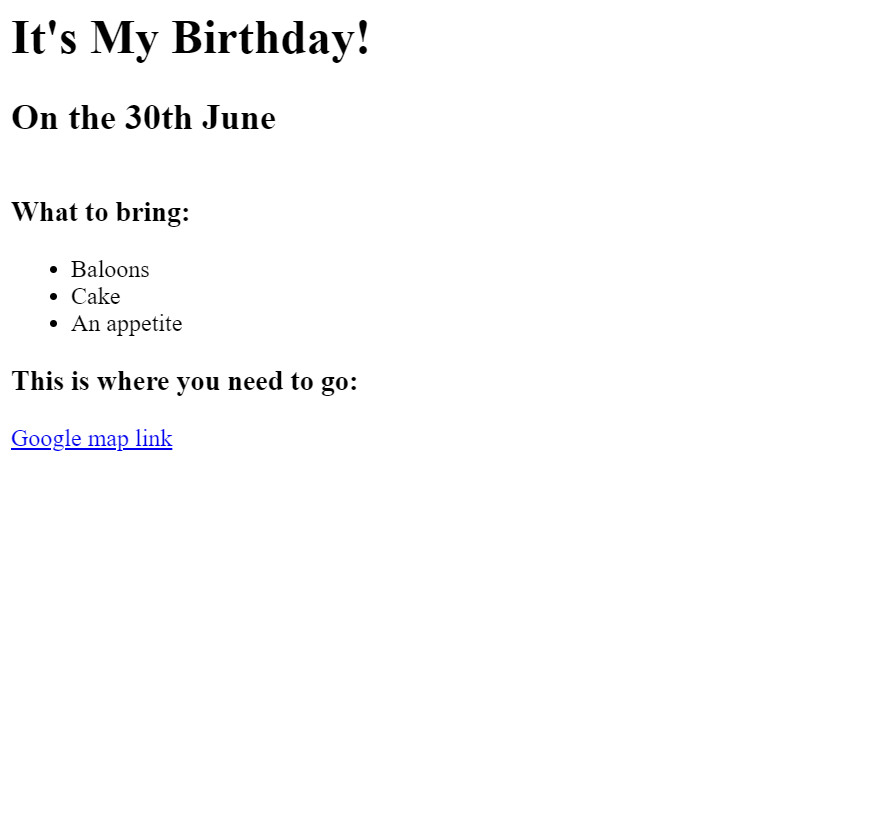 It's My Birthday!
On the 30th June
What to bring:
Baloons
Cake
An appetite
This is where you need to go:
Google map link